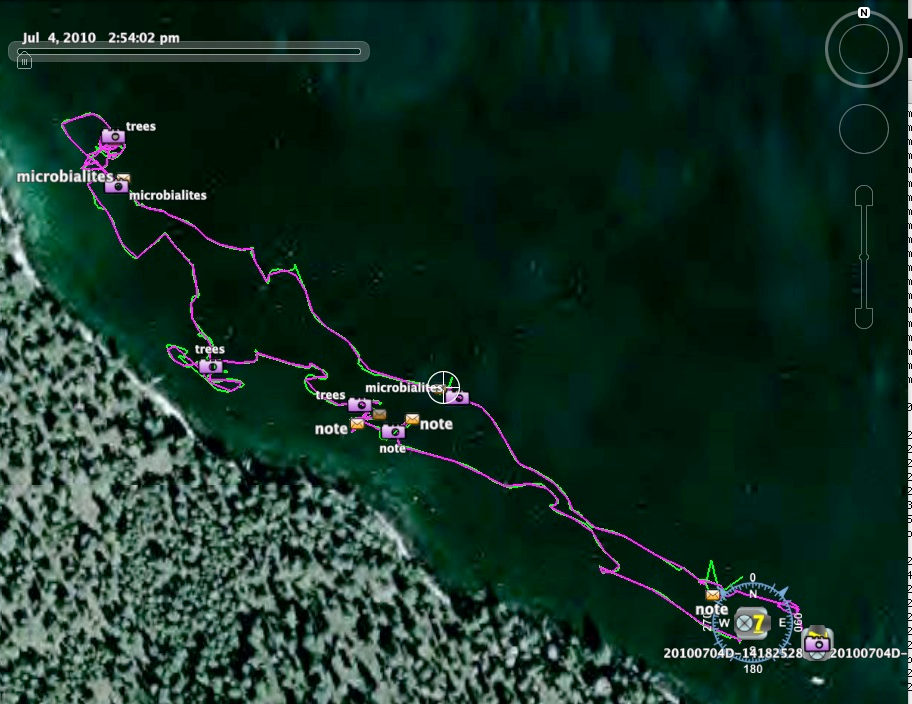 N
Jul 4, 2010 2:54:02 pm
trees
microbialites
microbialites
trees
microbialites
trees
note
note
note
0
N
note
W
7
E
270
090
20100704D-14182528
20100704D-
180